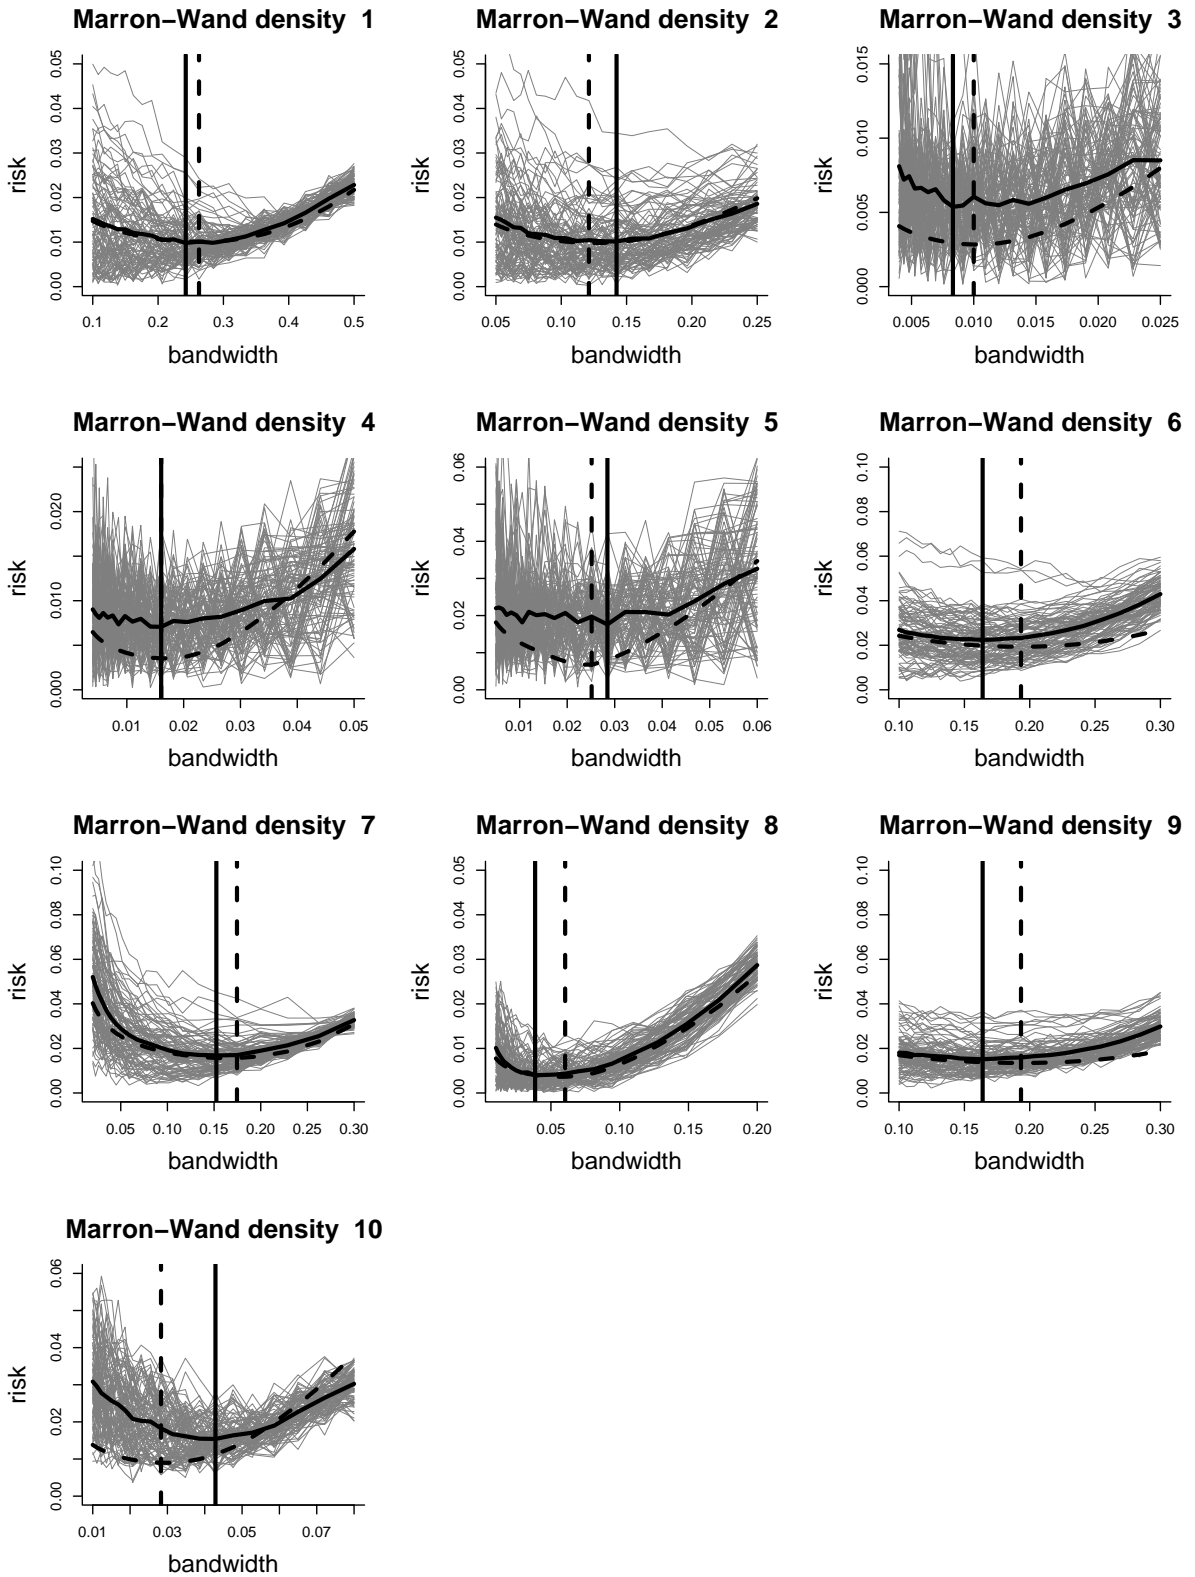 Marron−Wand density 1
risk
0.00 0.01 0.02 0.03 0.04 0.05
0.1 0.2 0.3 0.4 0.5
bandwidth
Marron−Wand density 2
risk
0.00 0.01 0.02 0.03 0.04 0.05
0.05 0.10 0.15 0.20 0.25
bandwidth
Marron−Wand density 3
risk
0.000 0.005 0.010 0.015
0.005 0.010 0.015 0.020 0.025
bandwidth
Marron−Wand density 4
risk
0.000 0.010 0.020
0.01 0.02 0.03 0.04 0.05
bandwidth
Marron−Wand density 5
risk
0.00 0.02 0.04 0.06
0.01 0.02 0.03 0.04 0.05 0.06
bandwidth
Marron−Wand density 6
risk
0.00 0.02 0.04 0.06 0.08 0.10
0.10 0.15 0.20 0.25 0.30
bandwidth
Marron−Wand density 7
risk
0.00 0.02 0.04 0.06 0.08 0.10
0.05 0.10 0.15 0.20 0.25 0.30
bandwidth
Marron−Wand density 8
risk
0.00 0.01 0.02 0.03 0.04 0.05
0.05 0.10 0.15 0.20
bandwidth
Marron−Wand density 9
risk
0.00 0.02 0.04 0.06 0.08 0.10
0.10 0.15 0.20 0.25 0.30
bandwidth
Marron−Wand density 10
risk
0.00 0.02 0.04 0.06
0.01 0.03 0.05 0.07
bandwidth